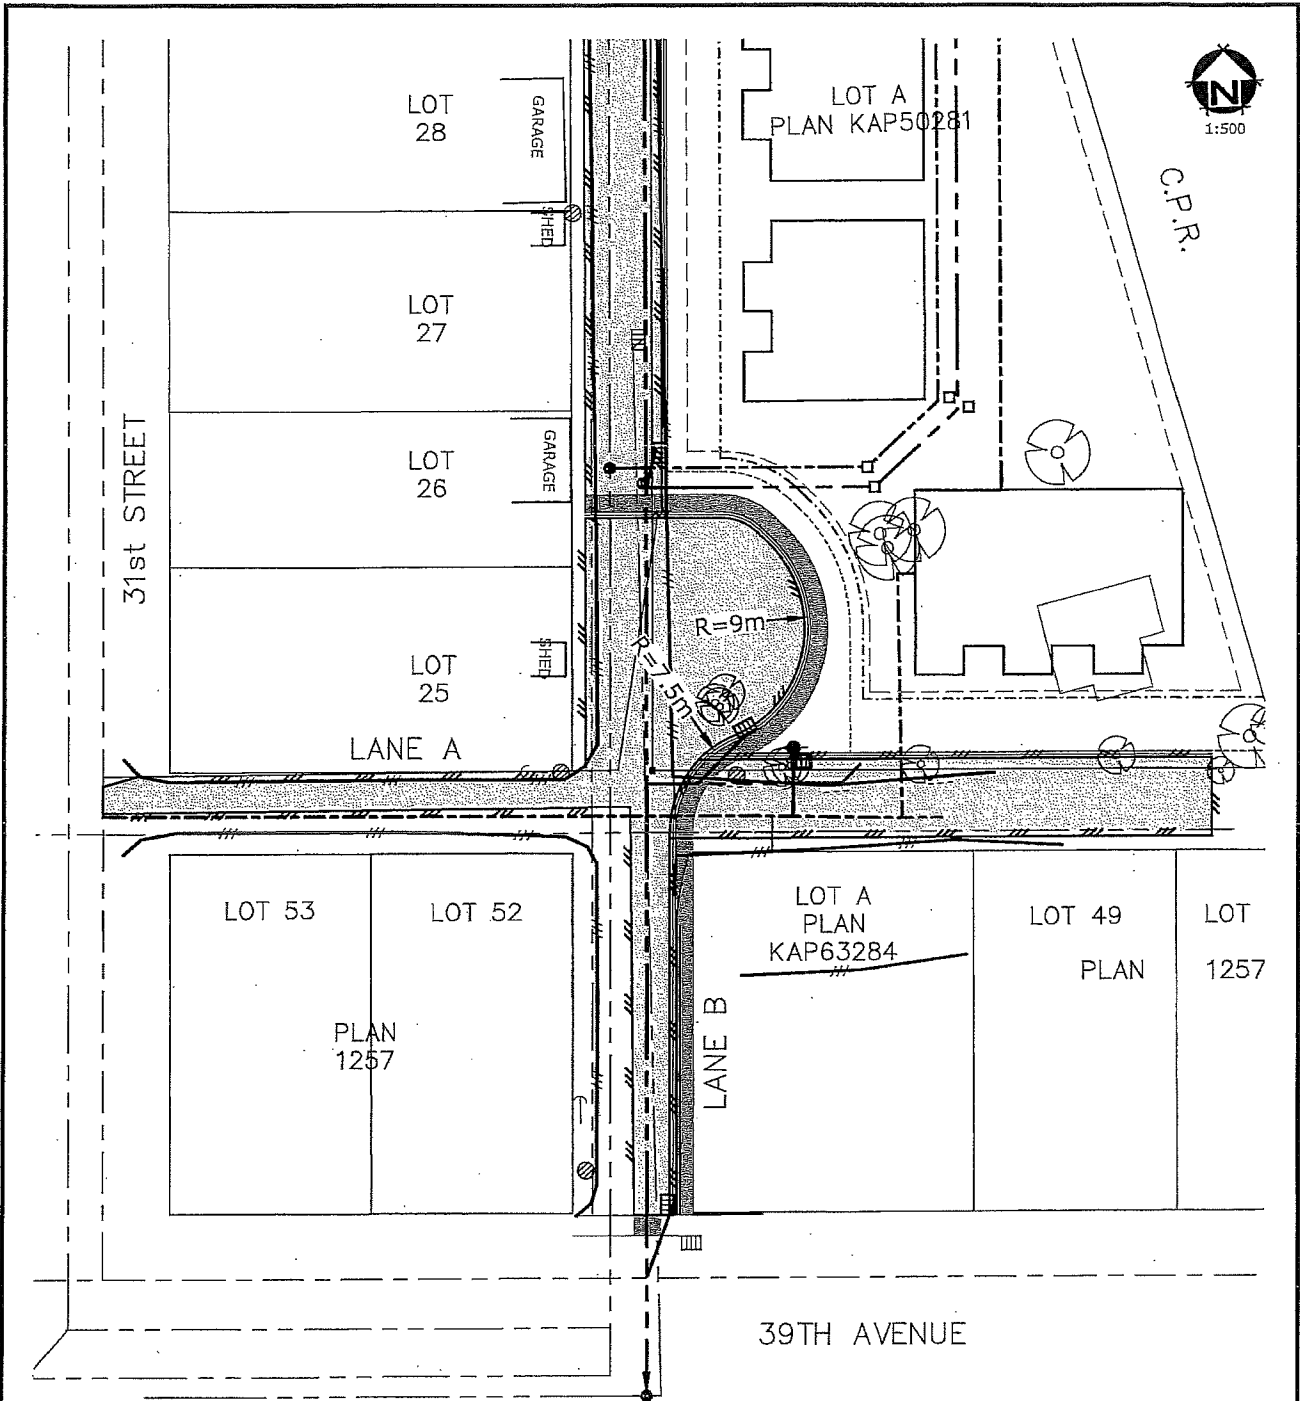 LOT
28
GARAGE
LOT A
PLAN KAP50281
N
1:500
C.P.R.
SHED
LOT
27
31st STREET
LOT
26
GARAGE
R=9m
R=7.5m
LOT
25
SHED
LANE A
LOT 53
LOT 52
PLAN
1257
LANE B
LOT A
PLAN
KAP63284
LOT 49
PLAN
LOT
1257
39TH AVENUE